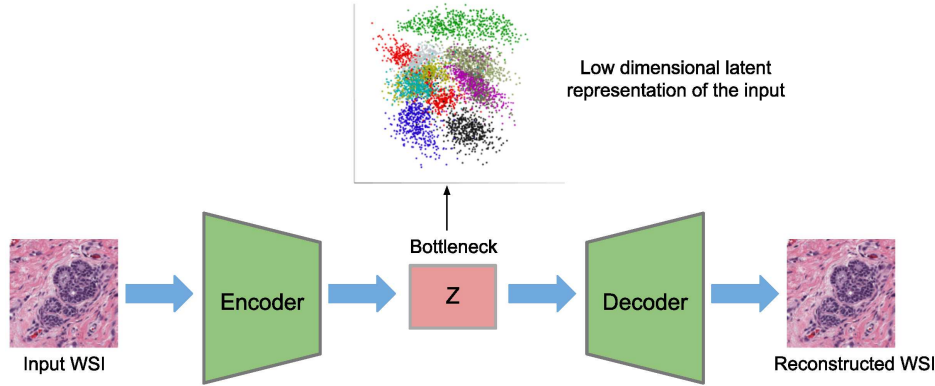 Low dimensional latent
representation of the input
Bottleneck
Encoder
Z
Decoder
Input WSI
Reconstructed WSI